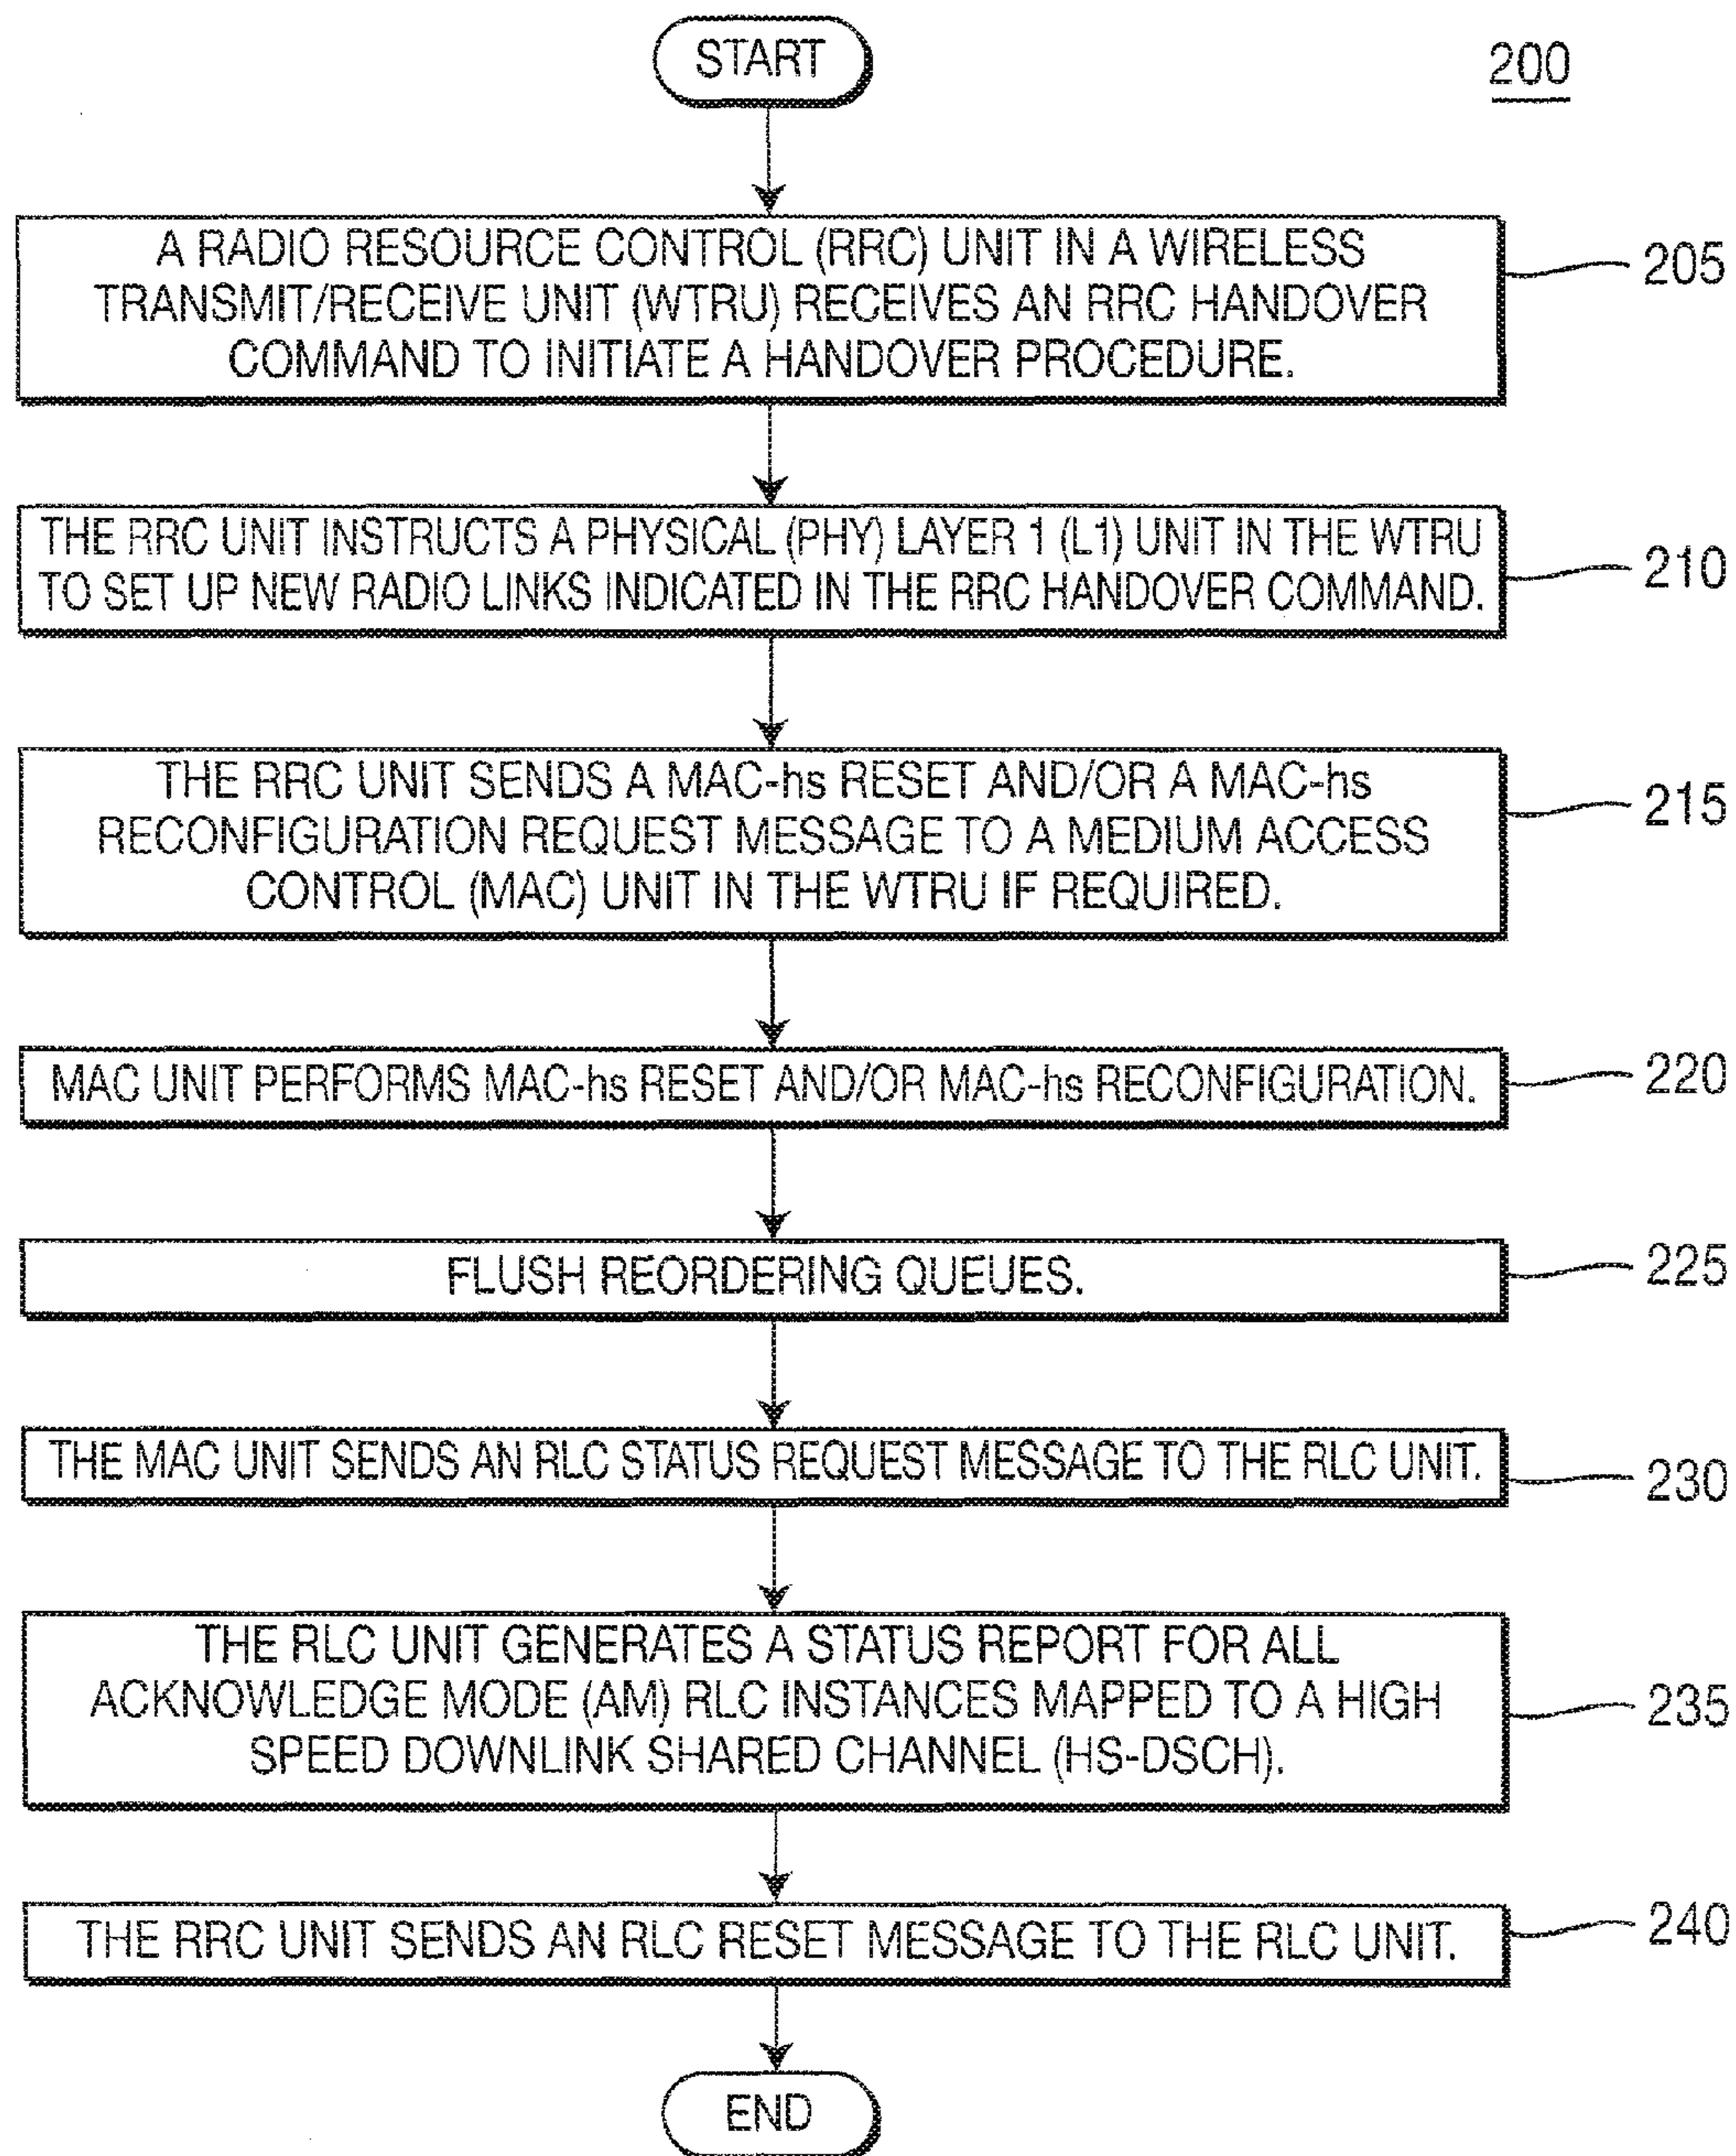 START
200
A RADIO RESOURCE CONTROL (RRC) UNIT IN A WIRELESS
TRANSMIT/RECEIVE UNIT (WTRU) RECEIVES AN RRC HANDOVER
COMMAND TO INITIATE A HANDOVER PROCEDURE.
205
THE RRC UNIT INSTRUCTS A PHYSICAL (PHY) LAYER 1 (L1) UNIT IN THE WTRU
TO SET UP NEW RADIO LINKS INDICATED IN THE RRC HANDOVER COMMAND.
210
THE RRC UNIT SENDS A MAC-hs RESET AND/OR A MAC-hs
RECONFIGURATION REQUEST MESSAGE TO A MEDIUM ACCESS
CONTROL (MAC) UNIT IN THE WTRU IF REQUIRED.
215
MAC UNIT PERFORMS MAC-hs RESET AND/OR MAC-hs RECONFIGURATION.
220
FLUSH REORDERING QUEUES.
225
THE MAC UNIT SENDS AN RLC STATUS REQUEST MESSAGE TO THE RLC UNIT.
230
THE RLC UNIT GENERATES A STATUS REPORT FOR ALL
ACKNOWLEDGE MODE (AM) RLC INSTANCES MAPPED TO A HIGH
SPEED DOWNLINK SHARED CHANNEL (HS-DSCH).
235
THE RRC UNIT SENDS AN RLC RESET MESSAGE TO THE RLC UNIT.
240
END